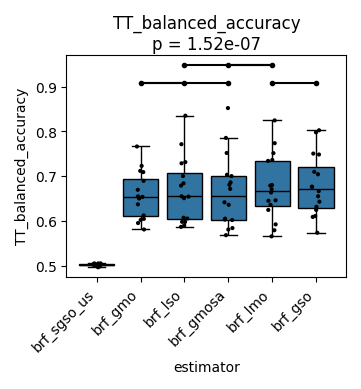 TT_balanced_accuracy
p = 1.52e-07
TT_balanced_accuracy
0.9
0.8
0.7
0.6
0.5
brf_sgso_us
brf_gmo
brf_lso
brf_gmosa
brf_lmo
brf_gso
estimator